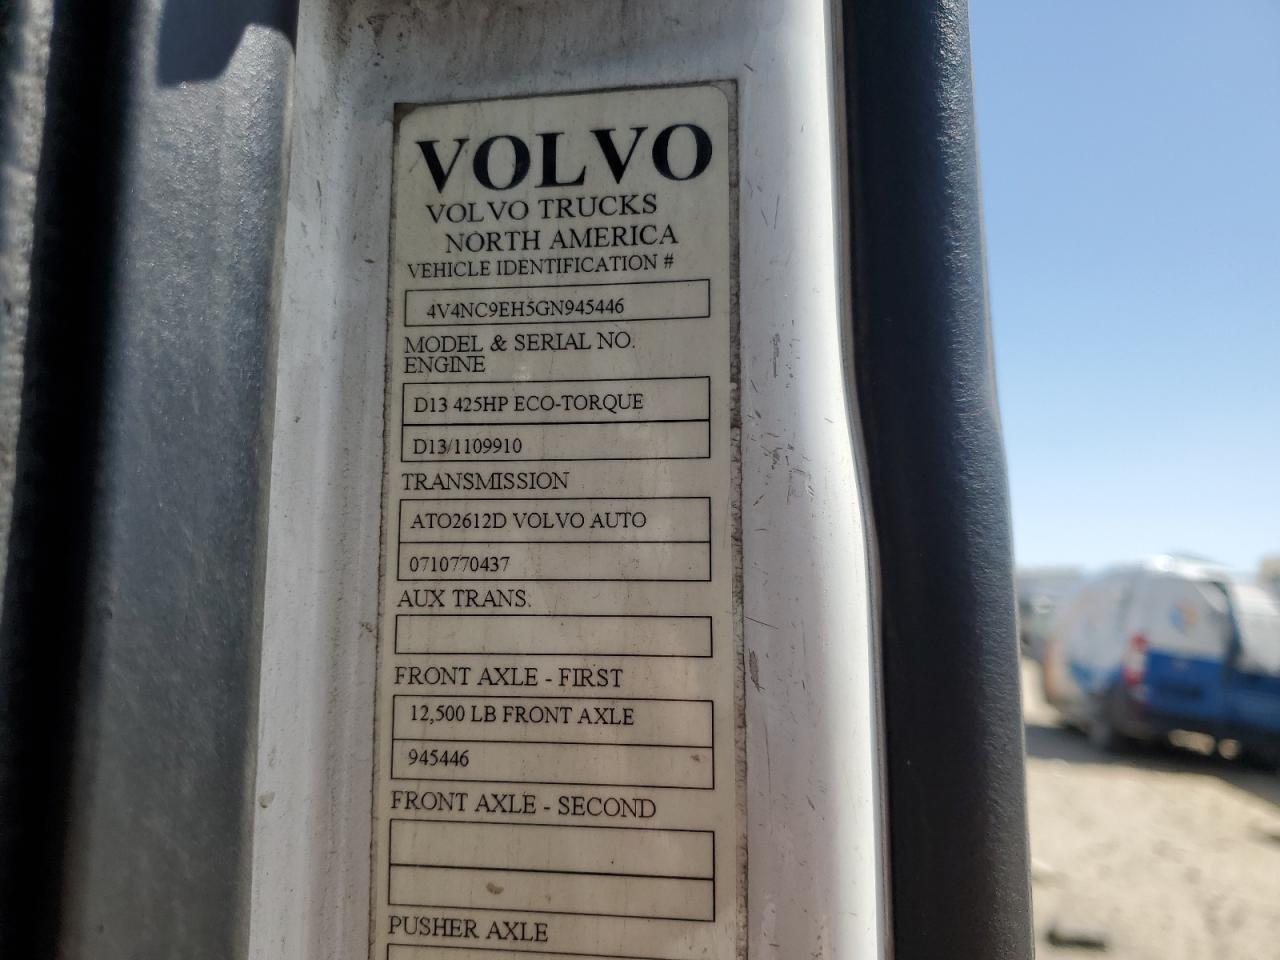 VOLVO
VOLVO TRUCKS
NORTH AMERICA
VEHICLE IDENTIFICATION #
4V4NC9EH5GN945446
MODEL & SERIAL NO.
ENGINE
D13 425HP ECO-TORQUE
D13/1109910
TRANSMISSION
ATO2612D VOLVO AUTO
0710770437
AUX TRANS.
FRONT AXLE - FIRST
12,500 LB FRONT AXLE
945446
FRONT AXLE - SECOND
PUSHER AXLE